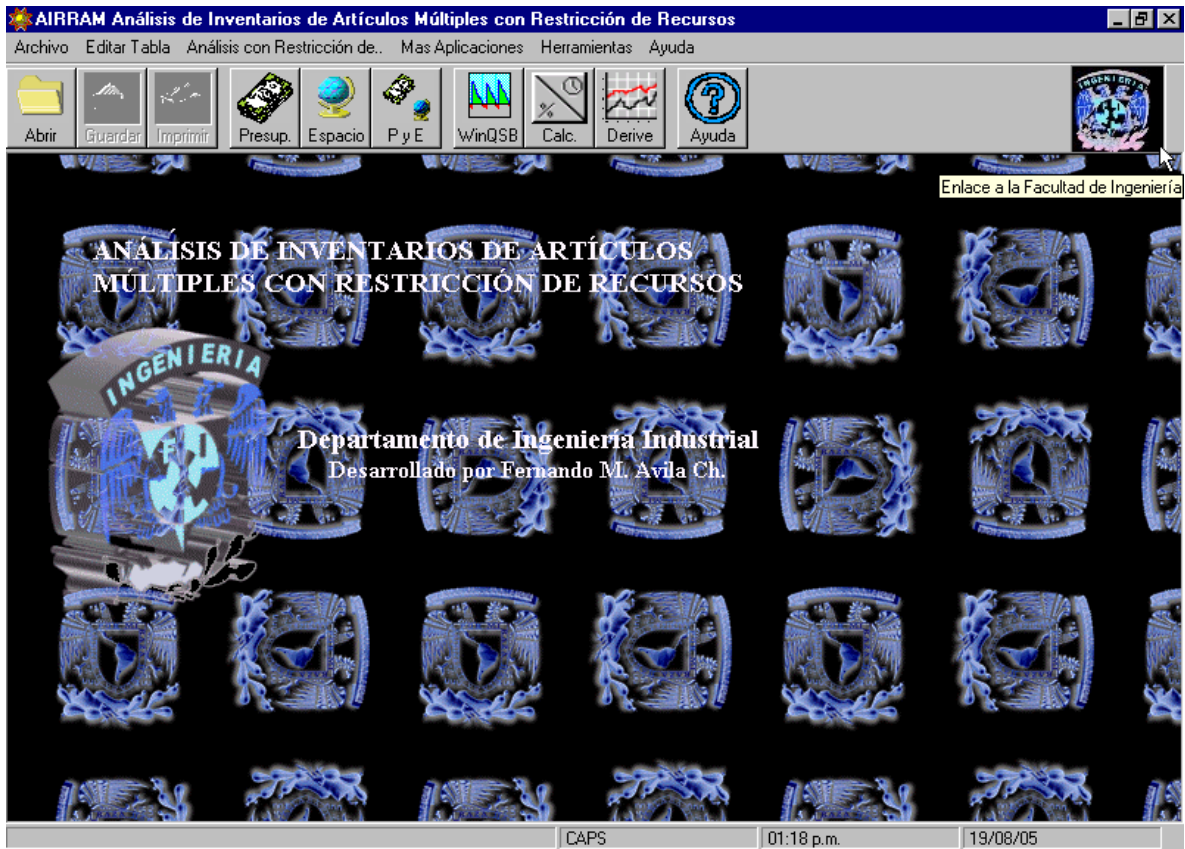 AIRRAM Análisis de Inventarios de Artículos Múltiples con Restricción de Recursos
Archivo Editar Tabla Análisis con Restricción de.. Mas Aplicaciones Herramientas Ayuda
Abrir Guardar Imprimir Presup. Espacio P y E WinQSB Calc. Derive Ayuda
INGENIERIA
Enlace a la Facultad de Ingeniería
ANÁLÍSIS DE INVENTARIOS DE ARTÍCULOS
MÚLTIPLES CON RESTRICCIÓN DE RECURSOS
INGENIERIA
Departamento de Ingeniería Industrial
Desarrollado por Fernando M. Avila Ch.
CAPS 01:18 p.m. 19/08/05